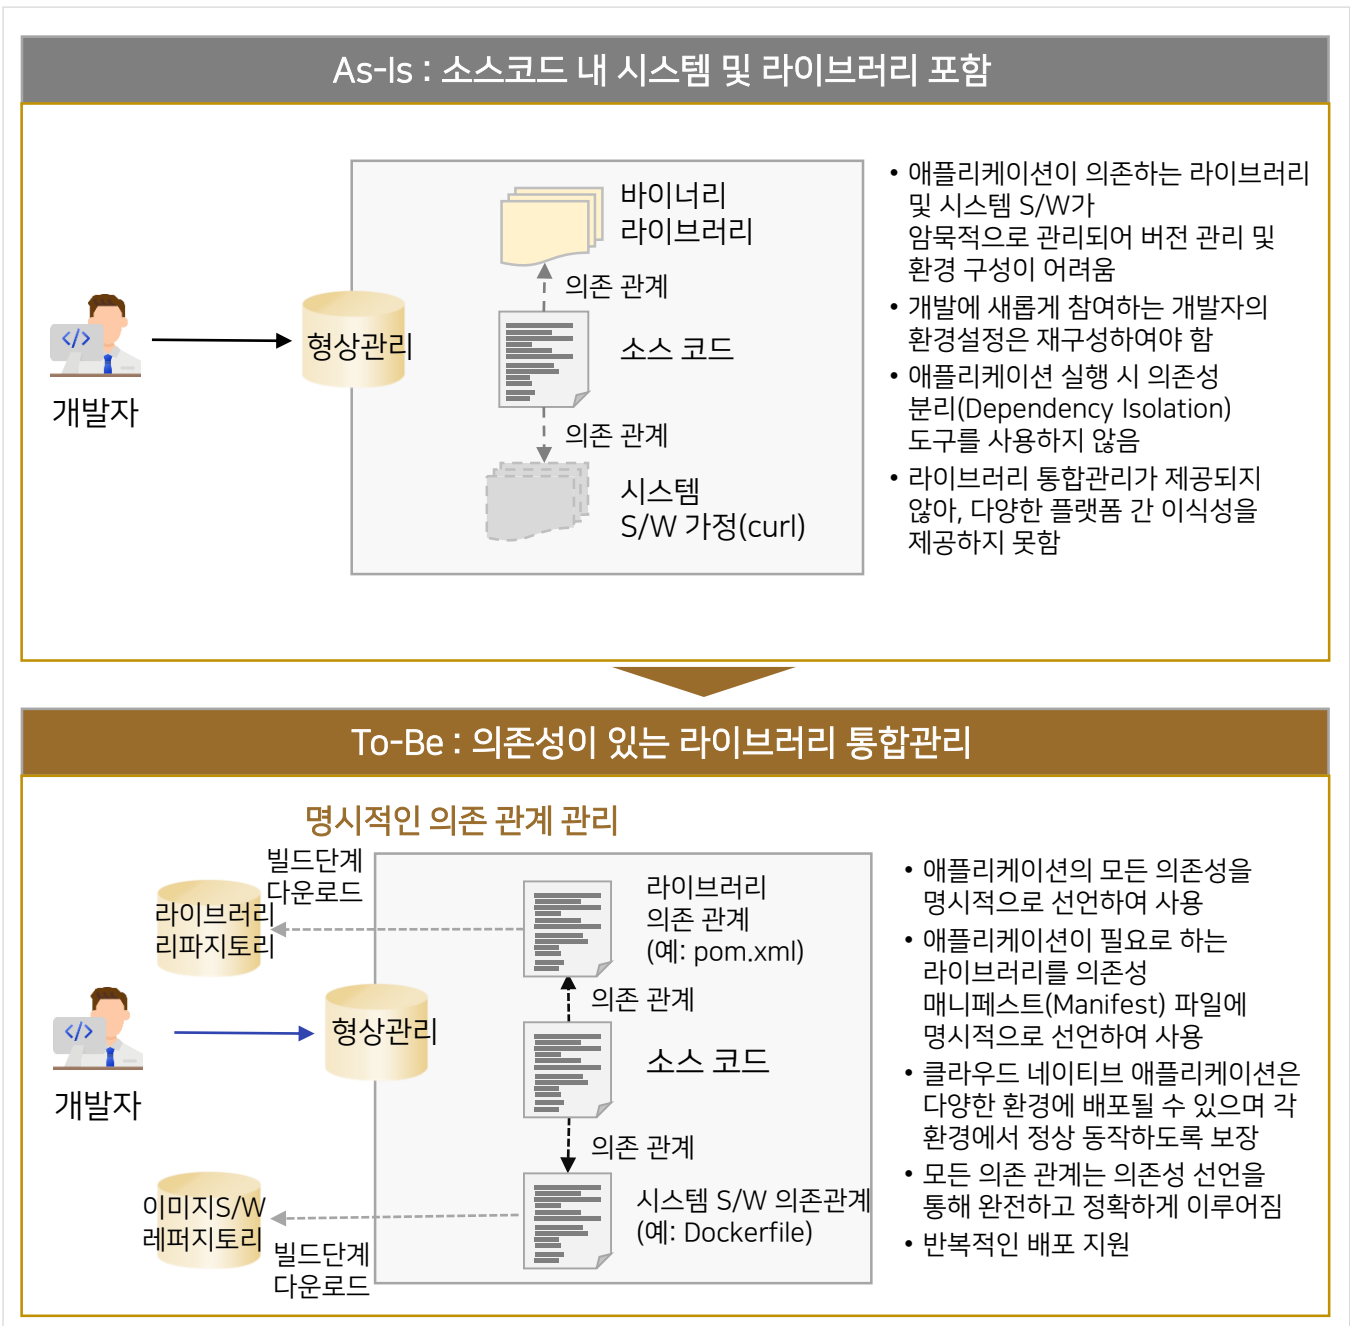 As-Is : 소스코드 내 시스템 및 라이브러리 포함
바이너리
라이브러리
의존 관계
</>
형상관리
소스 코드
개발자
의존 관계
시스템
S/W 가정(curl)
• 애플리케이션이 의존하는 라이브러리
및 시스템 S/W가
암묵적으로 관리되어 버전 관리 및
환경 구성이 어려움
• 개발에 새롭게 참여하는 개발자의
환경설정은 재구성하여야 함
• 애플리케이션 실행 시 의존성
분리(Dependency Isolation)
도구를 사용하지 않음
• 라이브러리 통합관리가 제공되지
않아, 다양한 플랫폼 간 이식성을
제공하지 못함
To-Be : 의존성이 있는 라이브러리 통합관리
명시적인 의존 관계 관리
빌드단계
다운로드
라이브러리
리파지토리
라이브러리
의존 관계
(예: pom.xml)
의존 관계
</>
형상관리
소스 코드
개발자
의존 관계
이미지S/W
레퍼지토리
시스템 S/W 의존관계
(예: Dockerfile)
빌드단계
다운로드
• 애플리케이션의 모든 의존성을
명시적으로 선언하여 사용
• 애플리케이션이 필요로 하는
라이브러리를 의존성
매니페스트(Manifest) 파일에
명시적으로 선언하여 사용
• 클라우드 네이티브 애플리케이션은
다양한 환경에 배포될 수 있으며 각
환경에서 정상 동작하도록 보장
• 모든 의존 관계는 의존성 선언을
통해 완전하고 정확하게 이루어짐
• 반복적인 배포 지원